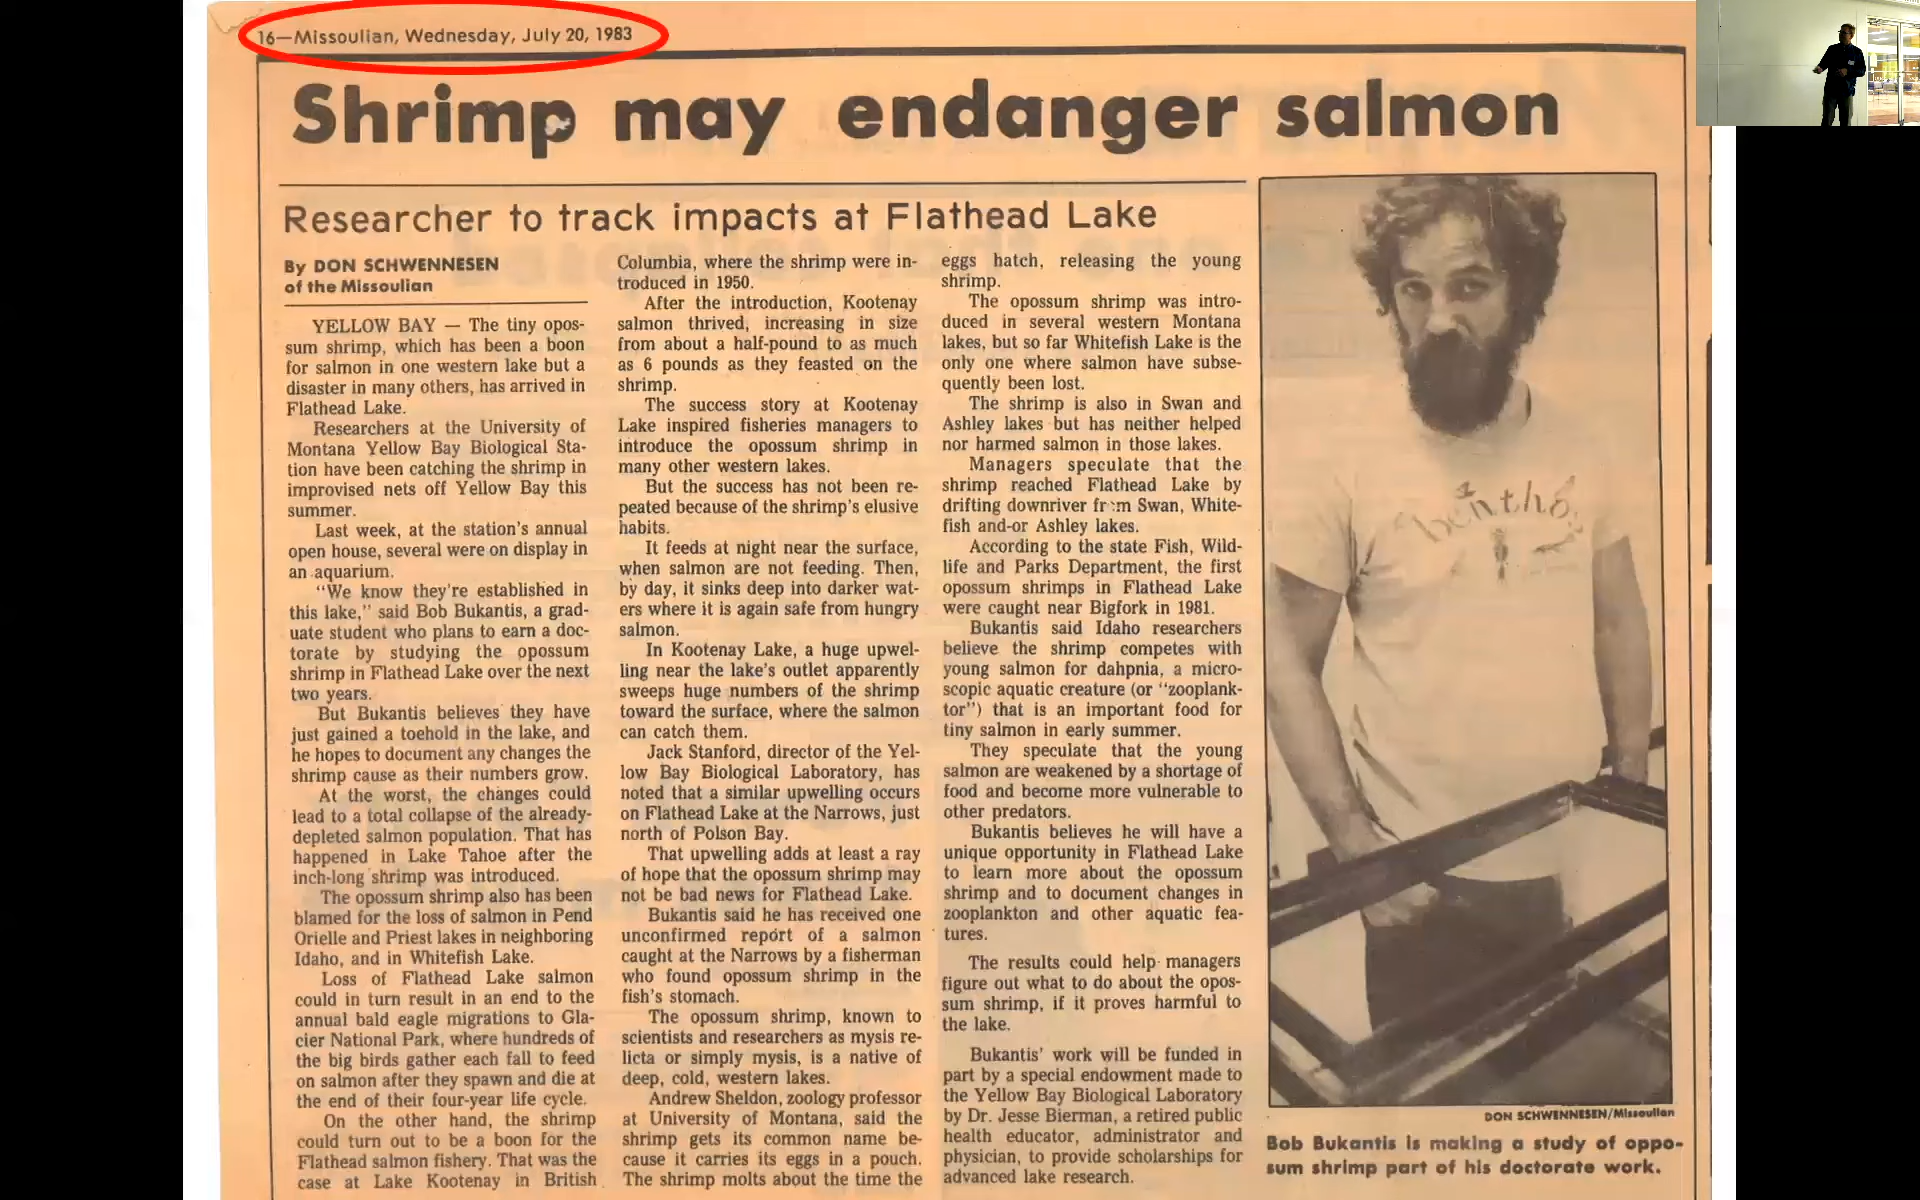 16—Missoulian, Wednesday, July 20, 1983
Shrimp may endanger salmon
Researcher to track impacts at Flathead Lake
By DON SCHWENNESEN
of the Missoulian
YELLOW BAY — The tiny opos-
sum shrimp, which has been a boon
for salmon in one western lake but a
disaster in many others, has arrived in
Flathead Lake.
Researchers at the University of
Montana Yellow Bay Biological Sta-
tion have been catching the shrimp in
improvised nets off Yellow Bay this
summer.
Last week, at the station's annual
open house, several were on display in
an aquarium.
"We know they're established in
this lake," said Bob Bukantis, a grad-
uate student who plans to earn a doc-
torate by studying the opossum
shrimp in Flathead Lake over the next
two years.
But Bukantis believes they have
just gained a toehold in the lake, and
he hopes to document any changes the
shrimp cause as their numbers grow.
At the worst, the changes could
lead to a total collapse of the already-
depleted salmon population. That has
happened in Lake Tahoe after the
inch-long shrimp was introduced.
The opossum shrimp also has been
blamed for the loss of salmon in Pend
Orielle and Priest lakes in neighboring
Idaho, and in Whitefish Lake.
Loss of Flathead Lake salmon
could in turn result in an end to the
annual bald eagle migrations to Gla-
cier National Park, where hundreds of
the big birds gather each fall to feed
on salmon after they spawn and die at
the end of their four-year life cycle.
On the other hand, the shrimp
could turn out to be a boon for the
Flathead salmon fishery. That was the
case at Lake Kootenay in British
Columbia, where the shrimp were in-
troduced in 1950.
After the introduction, Kootenay
salmon thrived, increasing in size
from about a half-pound to as much
as 6 pounds as they feasted on the
shrimp.
The success story at Kootenay
Lake inspired fisheries managers to
introduce the opossum shrimp in
many other western lakes.
But the success has not been re-
peated because of the shrimp's elusive
habits.
It feeds at night near the surface,
when salmon are not feeding. Then,
by day, it sinks deep into darker wat-
ers where it is again safe from hungry
salmon.
In Kootenay Lake, a huge upwel-
ling near the lake's outlet apparently
sweeps huge numbers of the shrimp
toward the surface, where the salmon
can catch them.
Jack Stanford, director of the Yel-
low Bay Biological Laboratory, has
noted that a similar upwelling occurs
on Flathead Lake at the Narrows, just
north of Polson Bay.
That upwelling adds at least a ray
of hope that the opossum shrimp may
not be bad news for Flathead Lake.
Bukantis said he has received one
unconfirmed report of a salmon
caught at the Narrows by a fisherman
who found opossum shrimp in the
fish's stomach.
The opossum shrimp, known to
scientists and researchers as mysis re-
licta or simply mysis, is a native of
deep, cold, western lakes.
Andrew Sheldon, zoology professor
at University of Montana, said the
shrimp gets its common name be-
cause it carries its eggs in a pouch.
The shrimp molts about the time the
eggs hatch, releasing the young
shrimp.
The opossum shrimp was intro-
duced in several western Montana
lakes, but so far Whitefish Lake is the
only one where salmon have subse-
quently been lost.
The shrimp is also in Swan and
Ashley lakes but has neither helped
nor harmed salmon in those lakes.
Managers speculate that the
shrimp reached Flathead Lake by
drifting downriver from Swan, White-
fish and-or Ashley lakes.
According to the state Fish, Wild-
life and Parks Department, the first
opossum shrimps in Flathead Lake
were caught near Bigfork in 1981.
Bukantis said Idaho researchers
believe the shrimp competes with
young salmon for dahpnia, a micro-
scopic aquatic creature (or "zooplank-
tor") that is an important food for
tiny salmon in early summer.
They speculate that the young
salmon are weakened by a shortage of
food and become more vulnerable to
other predators.
Bukantis believes he will have a
unique opportunity in Flathead Lake
to learn more about the opossum
shrimp and to document changes in
zooplankton and other aquatic fea-
tures.
The results could help managers
figure out what to do about the opos-
sum shrimp, if it proves harmful to
the lake.
Bukantis' work will be funded in
part by a special endowment made to
the Yellow Bay Biological Laboratory
by Dr. Jesse Bierman, a retired public
health educator, administrator and
physician, to provide scholarships for
advanced lake research.
benthos
DON SCHWENNESEN/Missoulian
Bob Bukantis is making a study of oppo-
sum shrimp part of his doctorate work.